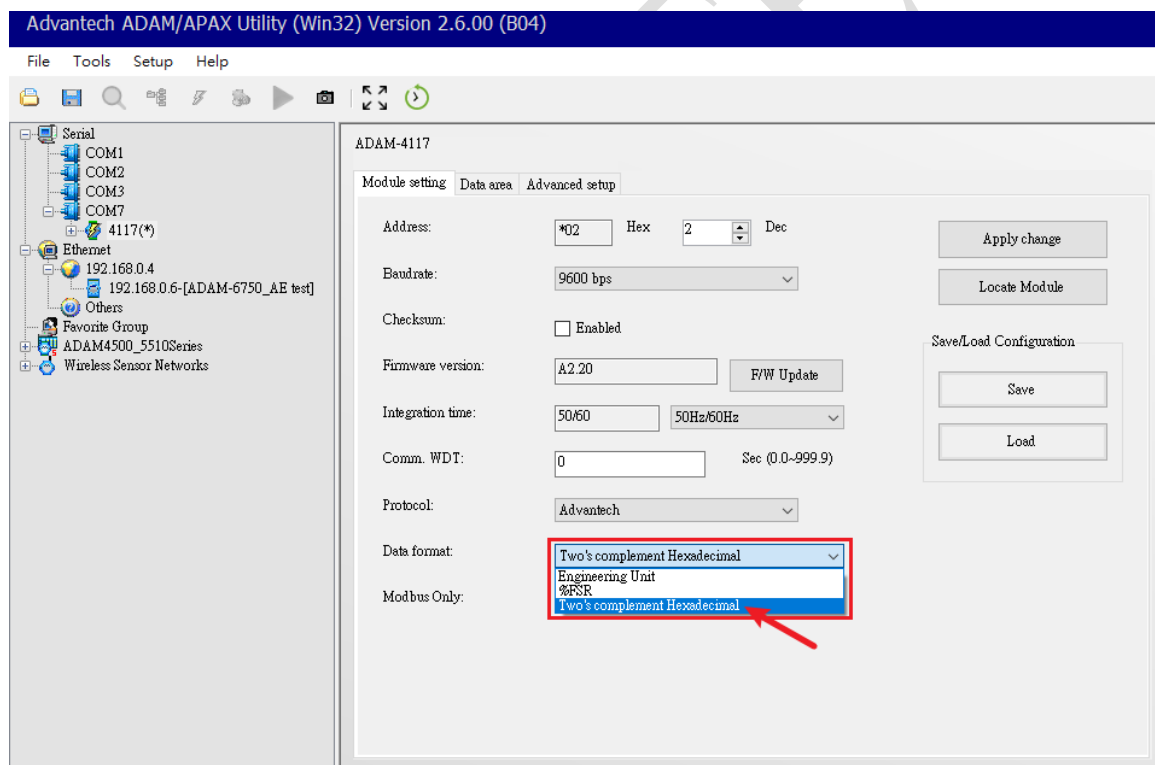 Advantech ADAM/APAX Utility (Win32) Version 2.6.00 (B04)
File Tools Setup Help
Serial
COM1
COM2
COM3
COM7
4117(*)
Ethernet
192.168.0.4
192.168.0.6-[ADAM-6750_AE test]
Others
Favorite Group
ADAM4500_5510Series
Wireless Sensor Networks
ADAM-4117
Module setting Data area Advanced setup
Address: *02 Hex 2 Dec
Baudrate: 9600 bps
Checksum: Enabled
Firmware version: A2.20 F/W Update
Integration time: 50/60 50Hz/60Hz
Comm. WDT: 0 Sec (0.0~999.9)
Protocol: Advantech
Data format: Two's complement Hexadecimal
Engineering Unit
%FSR
Two's complement Hexadecimal
Modbus Only:
Apply change
Locate Module
Save/Load Configuration
Save
Load